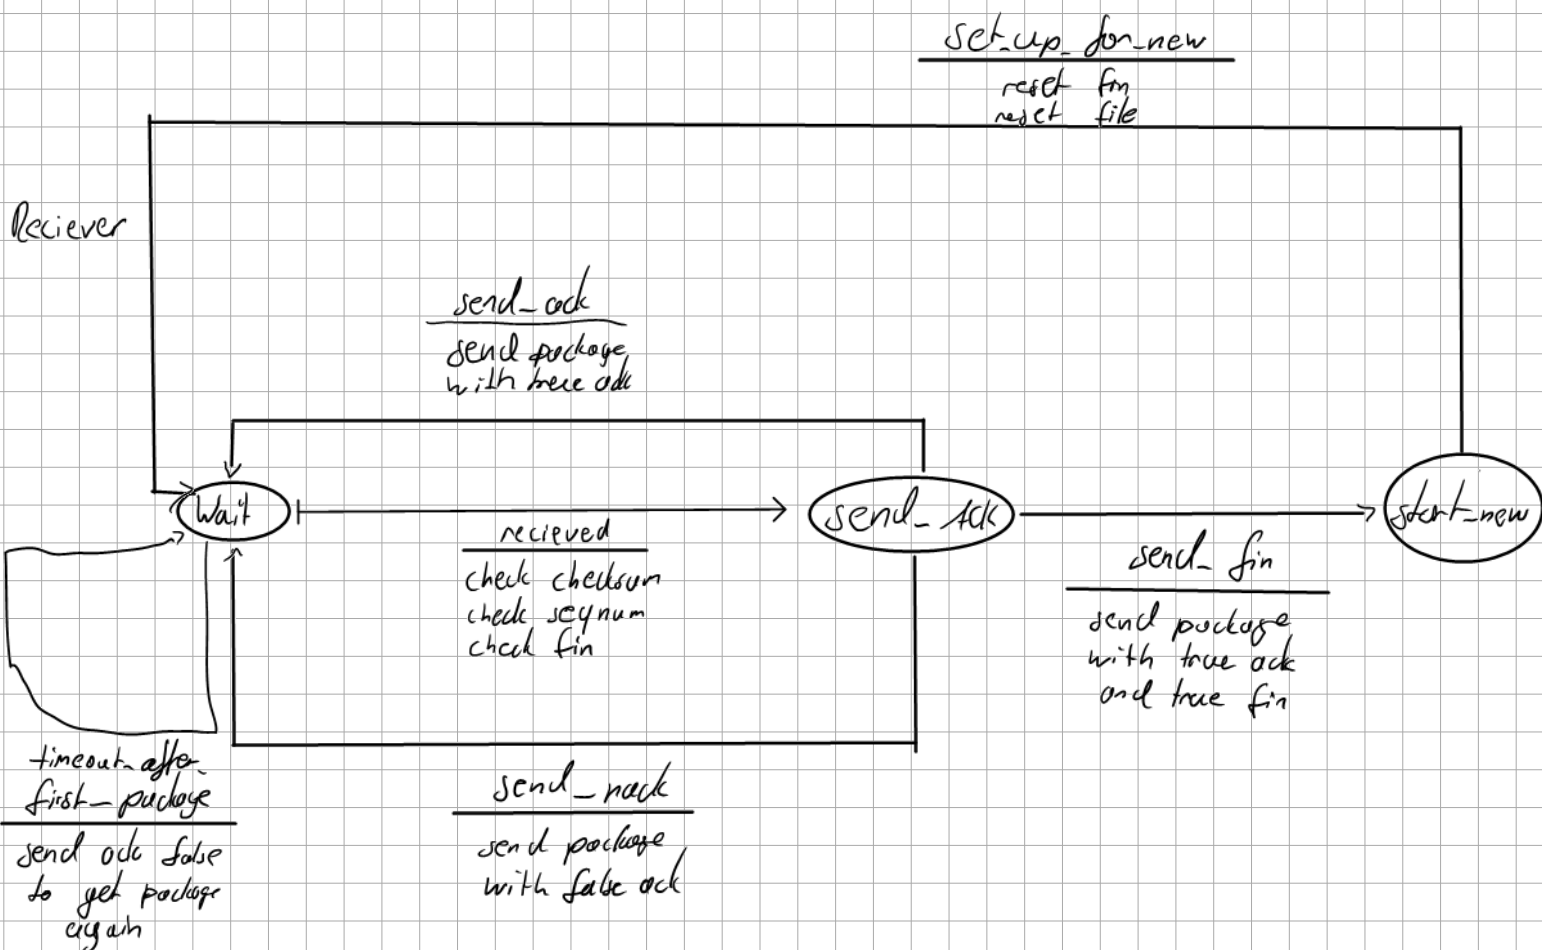 set_up_for_new
reset fin
reset file
Reciever
send_ack
send package
with true ack
Wait
send_Ack
start_new
recieved
check checksum
check seqnum
check fin
send_fin
send package
with true ack
and true fin
timeout_after_
first_package
send ack false
to get package
again
send_nack
send package
with false ack